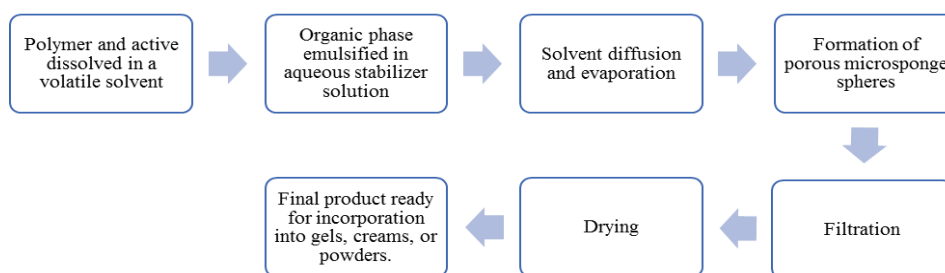 Polymer and active
dissolved in a
volatile solvent
Organic phase
emulsified in
aqueous stabilizer
solution
Solvent diffusion
and evaporation
Formation of
porous microsponge
spheres
Filtration
Drying
Final product ready
for incorporation
into gels, creams, or
powders.